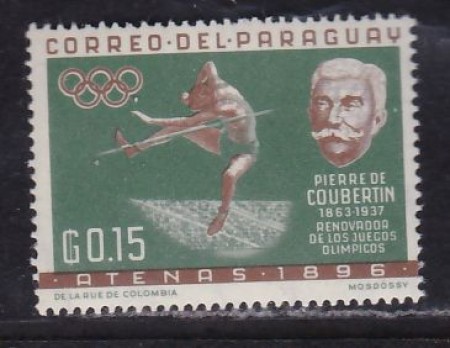 CORREO·DEL·PARAGUAY
PIERRE DE
COUBERTIN
1863-1937
RENOVADOR
DE LOS JUEGOS
OLIMPICOS
₲0.15
·ATENAS·1896·
DE LA RUE DE COLOMBIA
MOSDOSSY